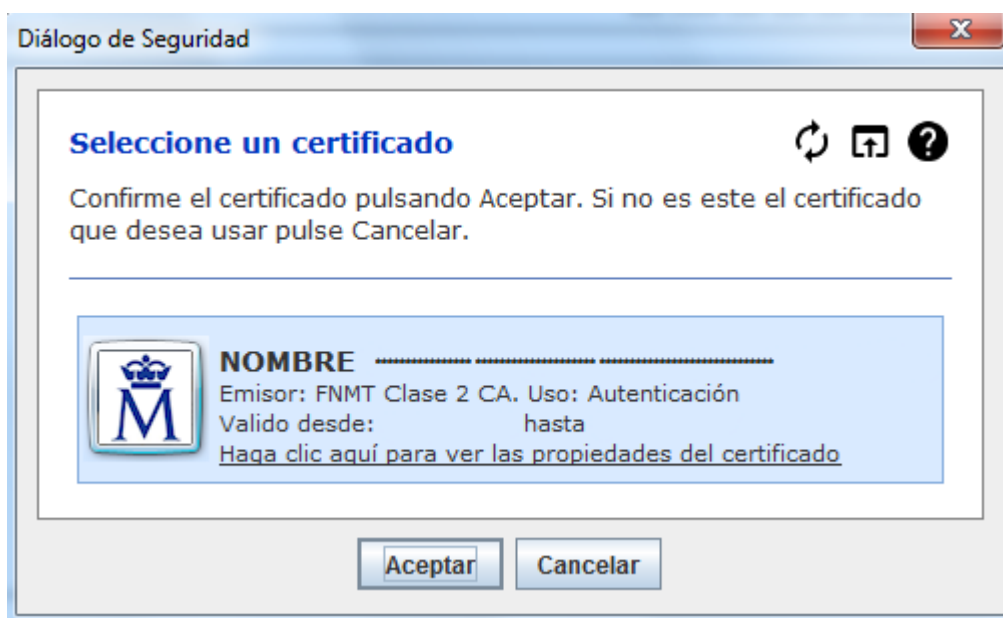 Diálogo de Seguridad
Seleccione un certificado
Confirme el certificado pulsando Aceptar. Si no es este el certificado
que desea usar pulse Cancelar.
NOMBRE
Emisor: FNMT Clase 2 CA. Uso: Autenticación
Valido desde: hasta
Haga clic aquí para ver las propiedades del certificado
Aceptar Cancelar